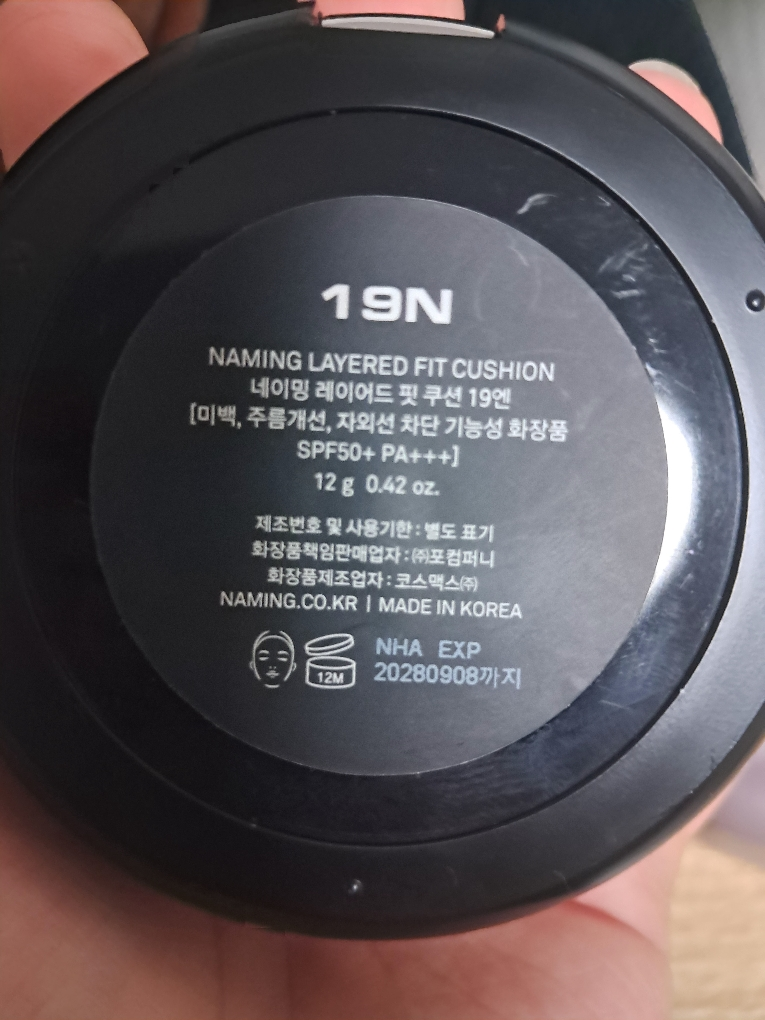 19N
NAMING LAYERED FIT CUSHION
네이밍 레이어드 핏 쿠션 19엔
[미백, 주름개선, 자외선 차단 기능성 화장품
SPF50+ PA+++]
12 g 0.42 oz.
제조번호 및 사용기한 : 별도 표기
화장품책임판매업자 : ㈜포컴퍼니
화장품제조업자 : 코스맥스㈜
NAMING.CO.KR | MADE IN KOREA
12M
NHA EXP
20280908까지